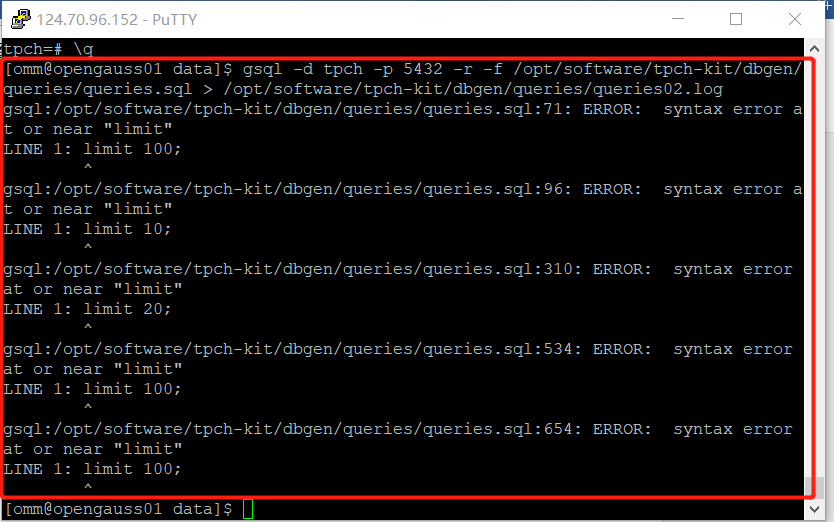 124.70.96.152 - PuTTY
tpch=# \q
[omm@opengauss01 data]$ gsql -d tpch -p 5432 -r -f /opt/software/tpch-kit/dbgen/
queries/queries.sql > /opt/software/tpch-kit/dbgen/queries/queries02.log
gsql:/opt/software/tpch-kit/dbgen/queries/queries.sql:71: ERROR:  syntax error a
t or near "limit"
LINE 1: limit 100;
        ^
gsql:/opt/software/tpch-kit/dbgen/queries/queries.sql:96: ERROR:  syntax error a
t or near "limit"
LINE 1: limit 10;
        ^
gsql:/opt/software/tpch-kit/dbgen/queries/queries.sql:310: ERROR:  syntax error
at or near "limit"
LINE 1: limit 20;
        ^
gsql:/opt/software/tpch-kit/dbgen/queries/queries.sql:534: ERROR:  syntax error
at or near "limit"
LINE 1: limit 100;
        ^
gsql:/opt/software/tpch-kit/dbgen/queries/queries.sql:654: ERROR:  syntax error
at or near "limit"
LINE 1: limit 100;
        ^
[omm@opengauss01 data]$